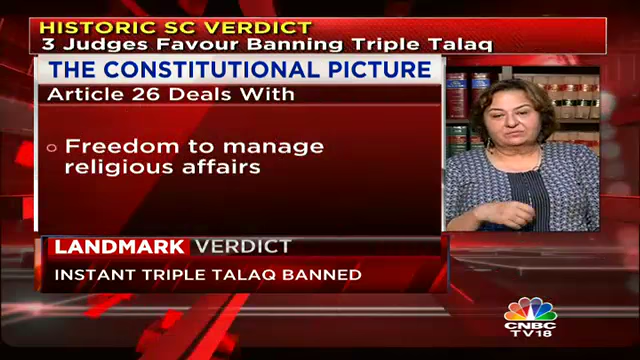 HISTORIC SC VERDICT
3 Judges Favour Banning Triple Talaq
THE CONSTITUTIONAL PICTURE
Article 26 Deals With
Freedom to manage
religious affairs
LANDMARK VERDICT
INSTANT TRIPLE TALAQ BANNED
CNBC
TV18